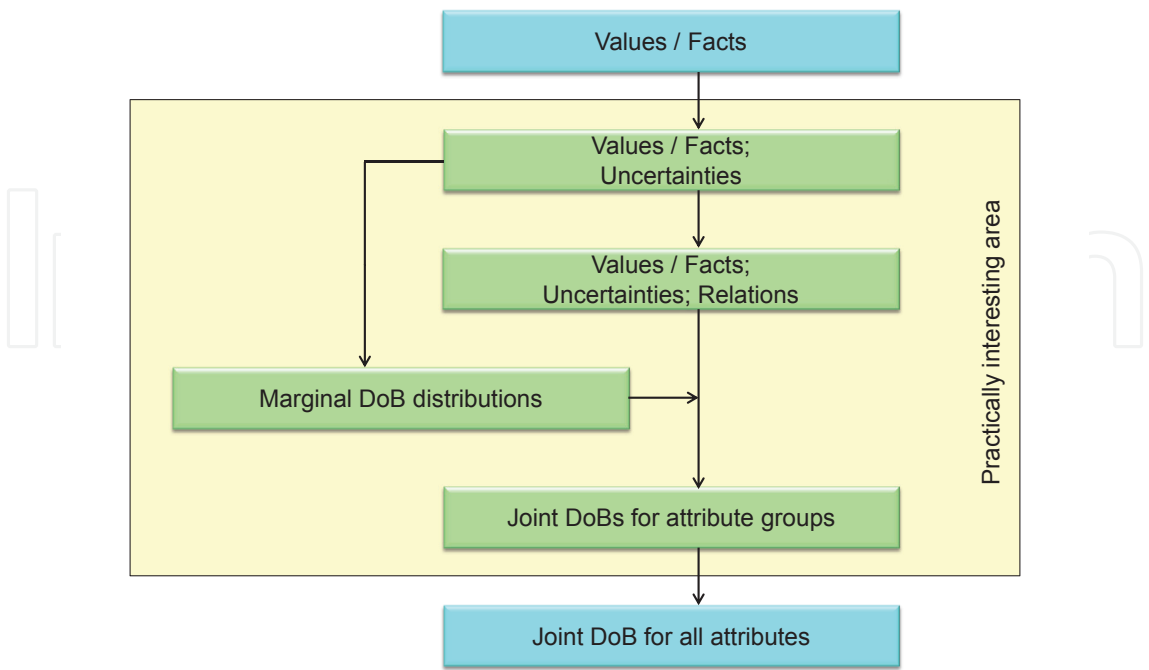 Values / Facts
Values / Facts;
Uncertainties
Values / Facts;
Uncertainties; Relations
Marginal DoB distributions
Joint DoBs for attribute groups
Joint DoB for all attributes
Practically interesting area